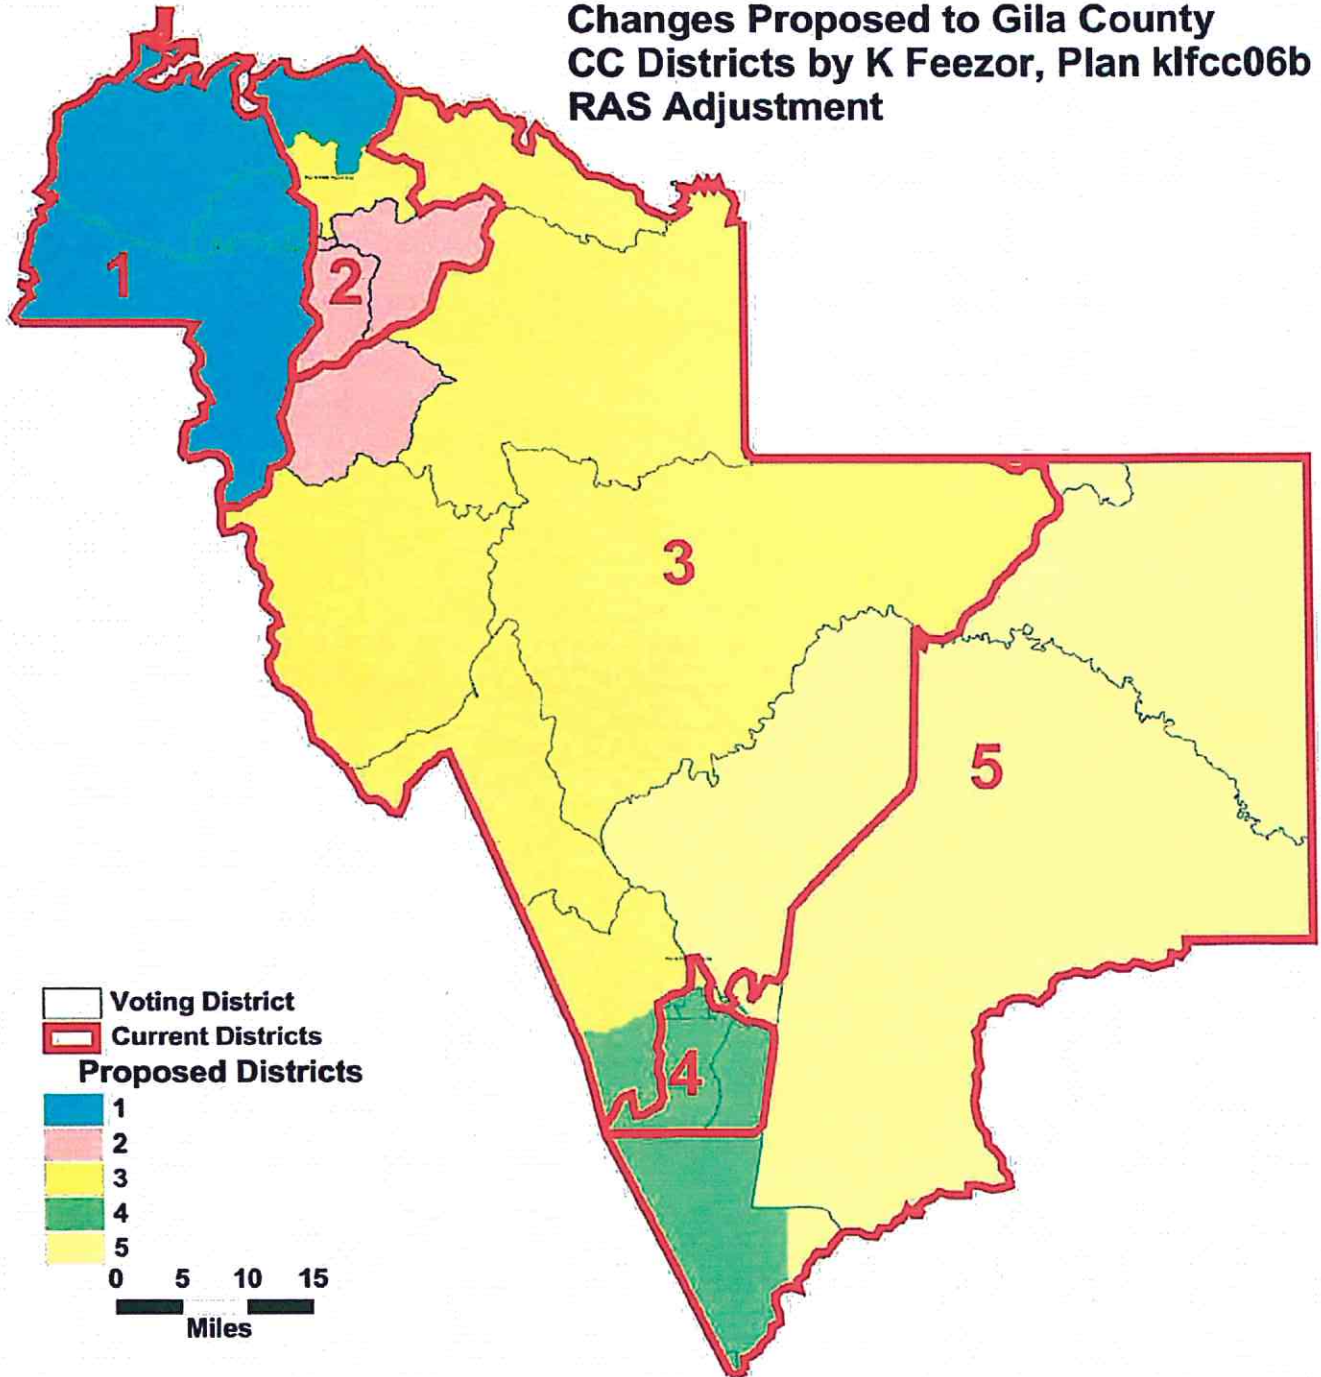 Changes Proposed to Gila County
CC Districts by K Feezor, Plan klfcc06b
RAS Adjustment
1
2
3
5
4
Voting District
Current Districts
Proposed Districts
1
2
3
4
5
0 5 10 15
Miles